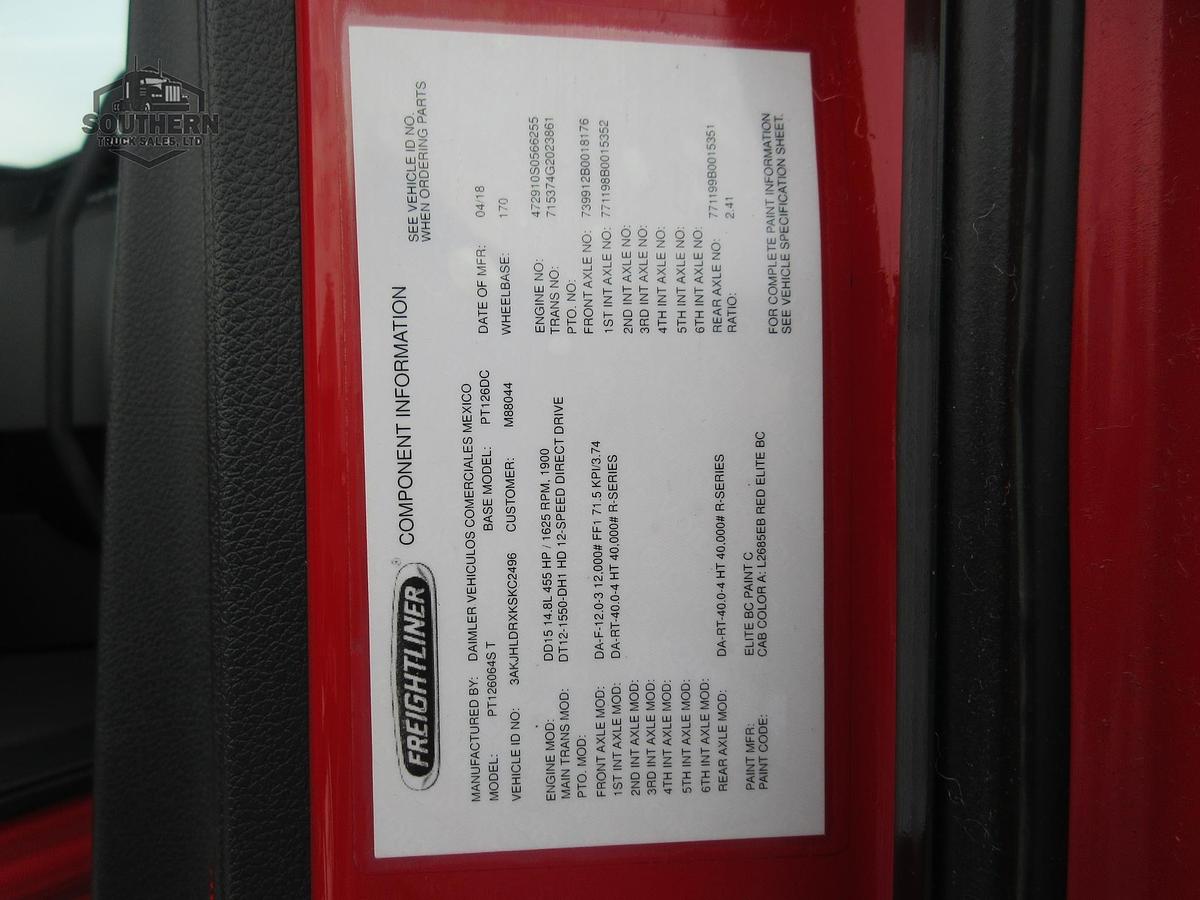 SOUTHERN
TRUCK SALES, LTD
FREIGHTLINER ® COMPONENT INFORMATION
SEE VEHICLE ID NO.
WHEN ORDERING PARTS
MANUFACTURED BY: DAIMLER VEHICULOS COMERCIALES MEXICO
MODEL: PT126064S T BASE MODEL: PT126DC DATE OF MFR: 04/18
VEHICLE ID NO: 3AKJHLDRXKSKC2496 CUSTOMER: M88044 WHEELBASE: 170
ENGINE MOD: DD15 14.8L 455 HP / 1625 RPM, 1900 ENGINE NO: 472910S0566255
MAIN TRANS MOD: DT12-1550-DH1 HD 12-SPEED DIRECT DRIVE TRANS NO: 715374G2023861
PTO. MOD: PTO. NO:
FRONT AXLE MOD: DA-F-12.0-3 12,000# FF1 71.5 KPI/3.74 FRONT AXLE NO: 739912B0018176
1ST INT AXLE MOD: DA-RT-40.0-4 HT 40,000# R-SERIES 1ST INT AXLE NO: 771198B0015352
2ND INT AXLE MOD: 2ND INT AXLE NO:
3RD INT AXLE MOD: 3RD INT AXLE NO:
4TH INT AXLE MOD: 4TH INT AXLE NO:
5TH INT AXLE MOD: 5TH INT AXLE NO:
6TH INT AXLE MOD: 6TH INT AXLE NO:
REAR AXLE MOD: DA-RT-40.0-4 HT 40,000# R-SERIES REAR AXLE NO: 771199B0015351
RATIO: 2.41
PAINT MFR: ELITE BC PAINT C
PAINT CODE: CAB COLOR A: L2685EB RED ELITE BC
FOR COMPLETE PAINT INFORMATION
SEE VEHICLE SPECIFICATION SHEET.